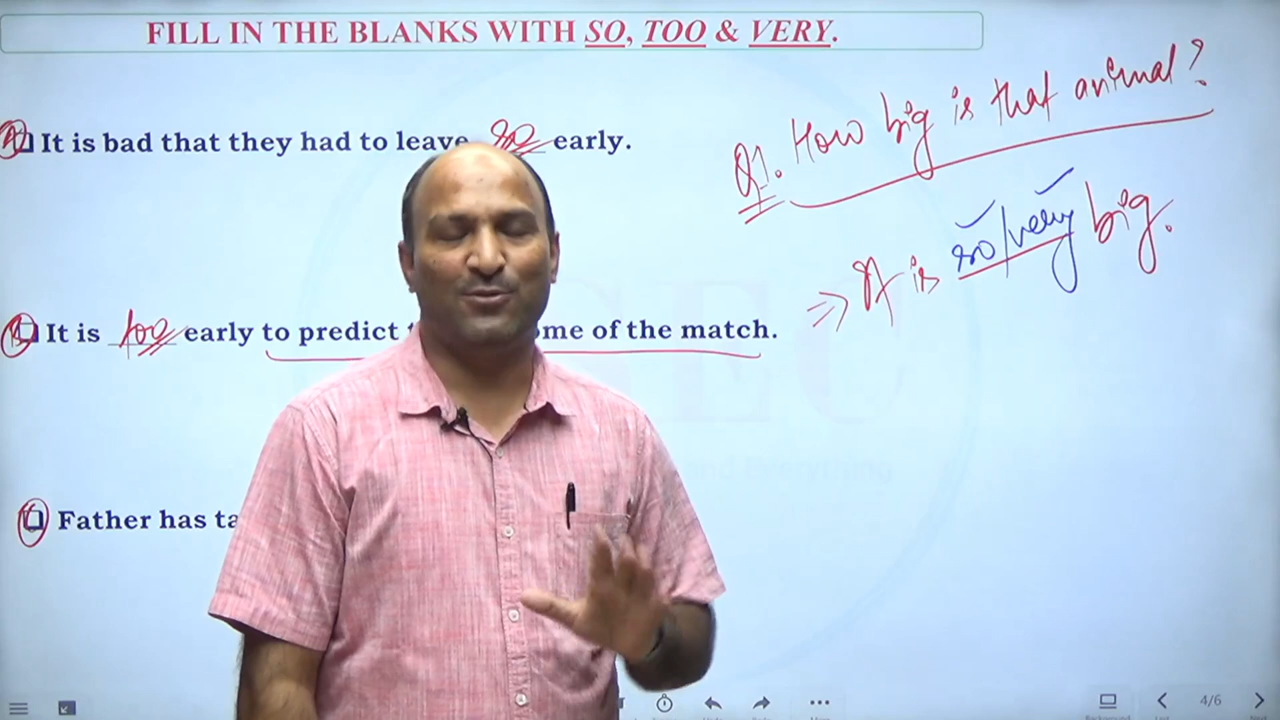 FILL IN THE BLANKS WITH SO, TOO & VERY.
A It is bad that they had to leave so early.
B It is too early to predict ome of the match.
Father has ta
Q1. How big is that animal?
⇒ It is so/very big.
and Everything
4/6